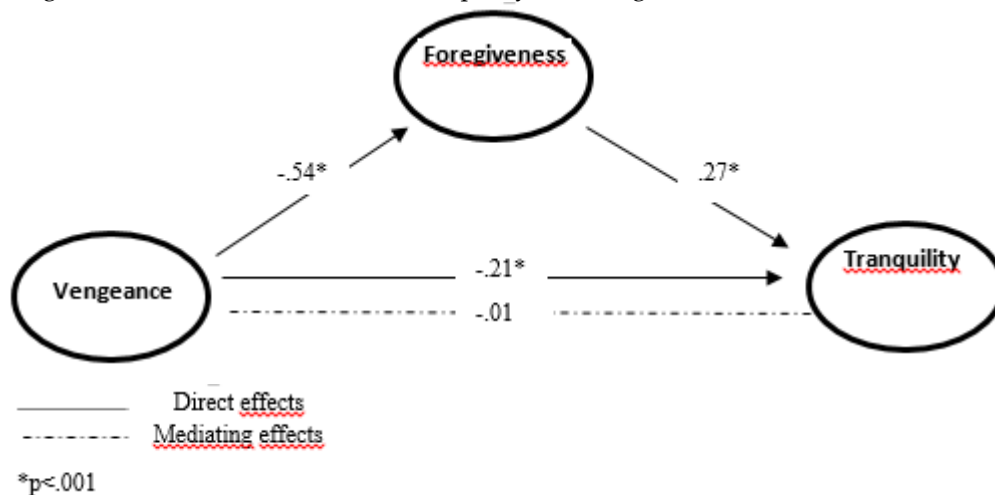 Foregiveness
-.54*
.27*
Vengeance
-.21*
Tranquility
-.01
Direct effects
Mediating effects
*p<.001